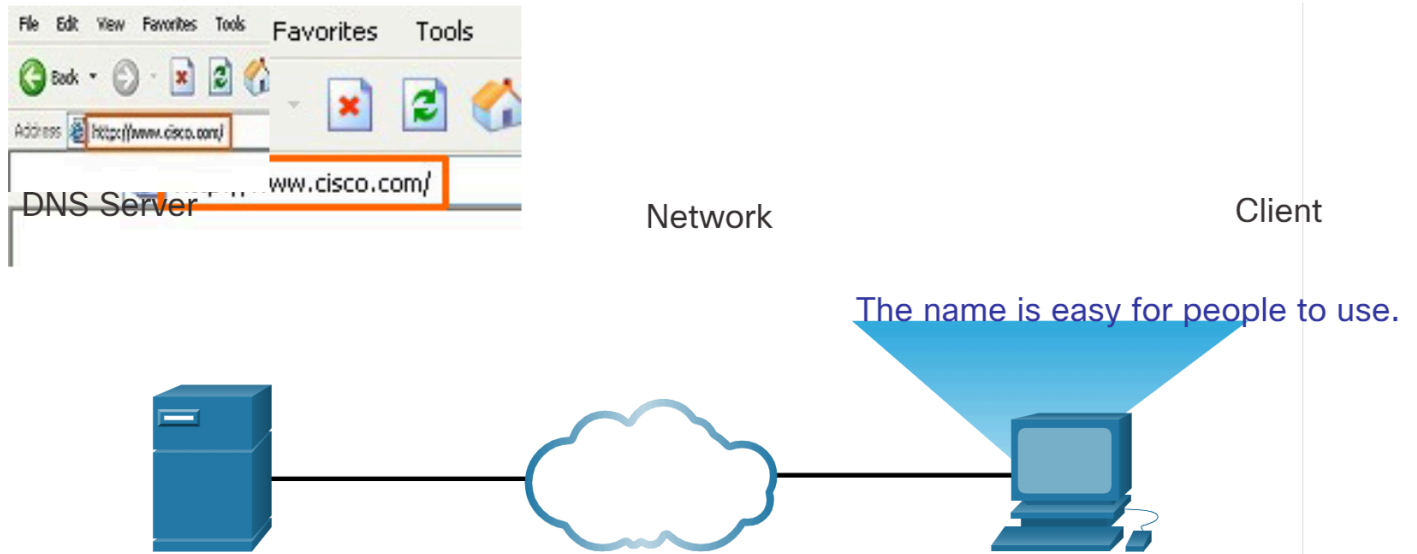 File Edit View Favorites Tools
Favorites Tools
Back
Address http://www.cisco.com/
ww.cisco.com/
DNS Server
Network
Client
The name is easy for people to use.